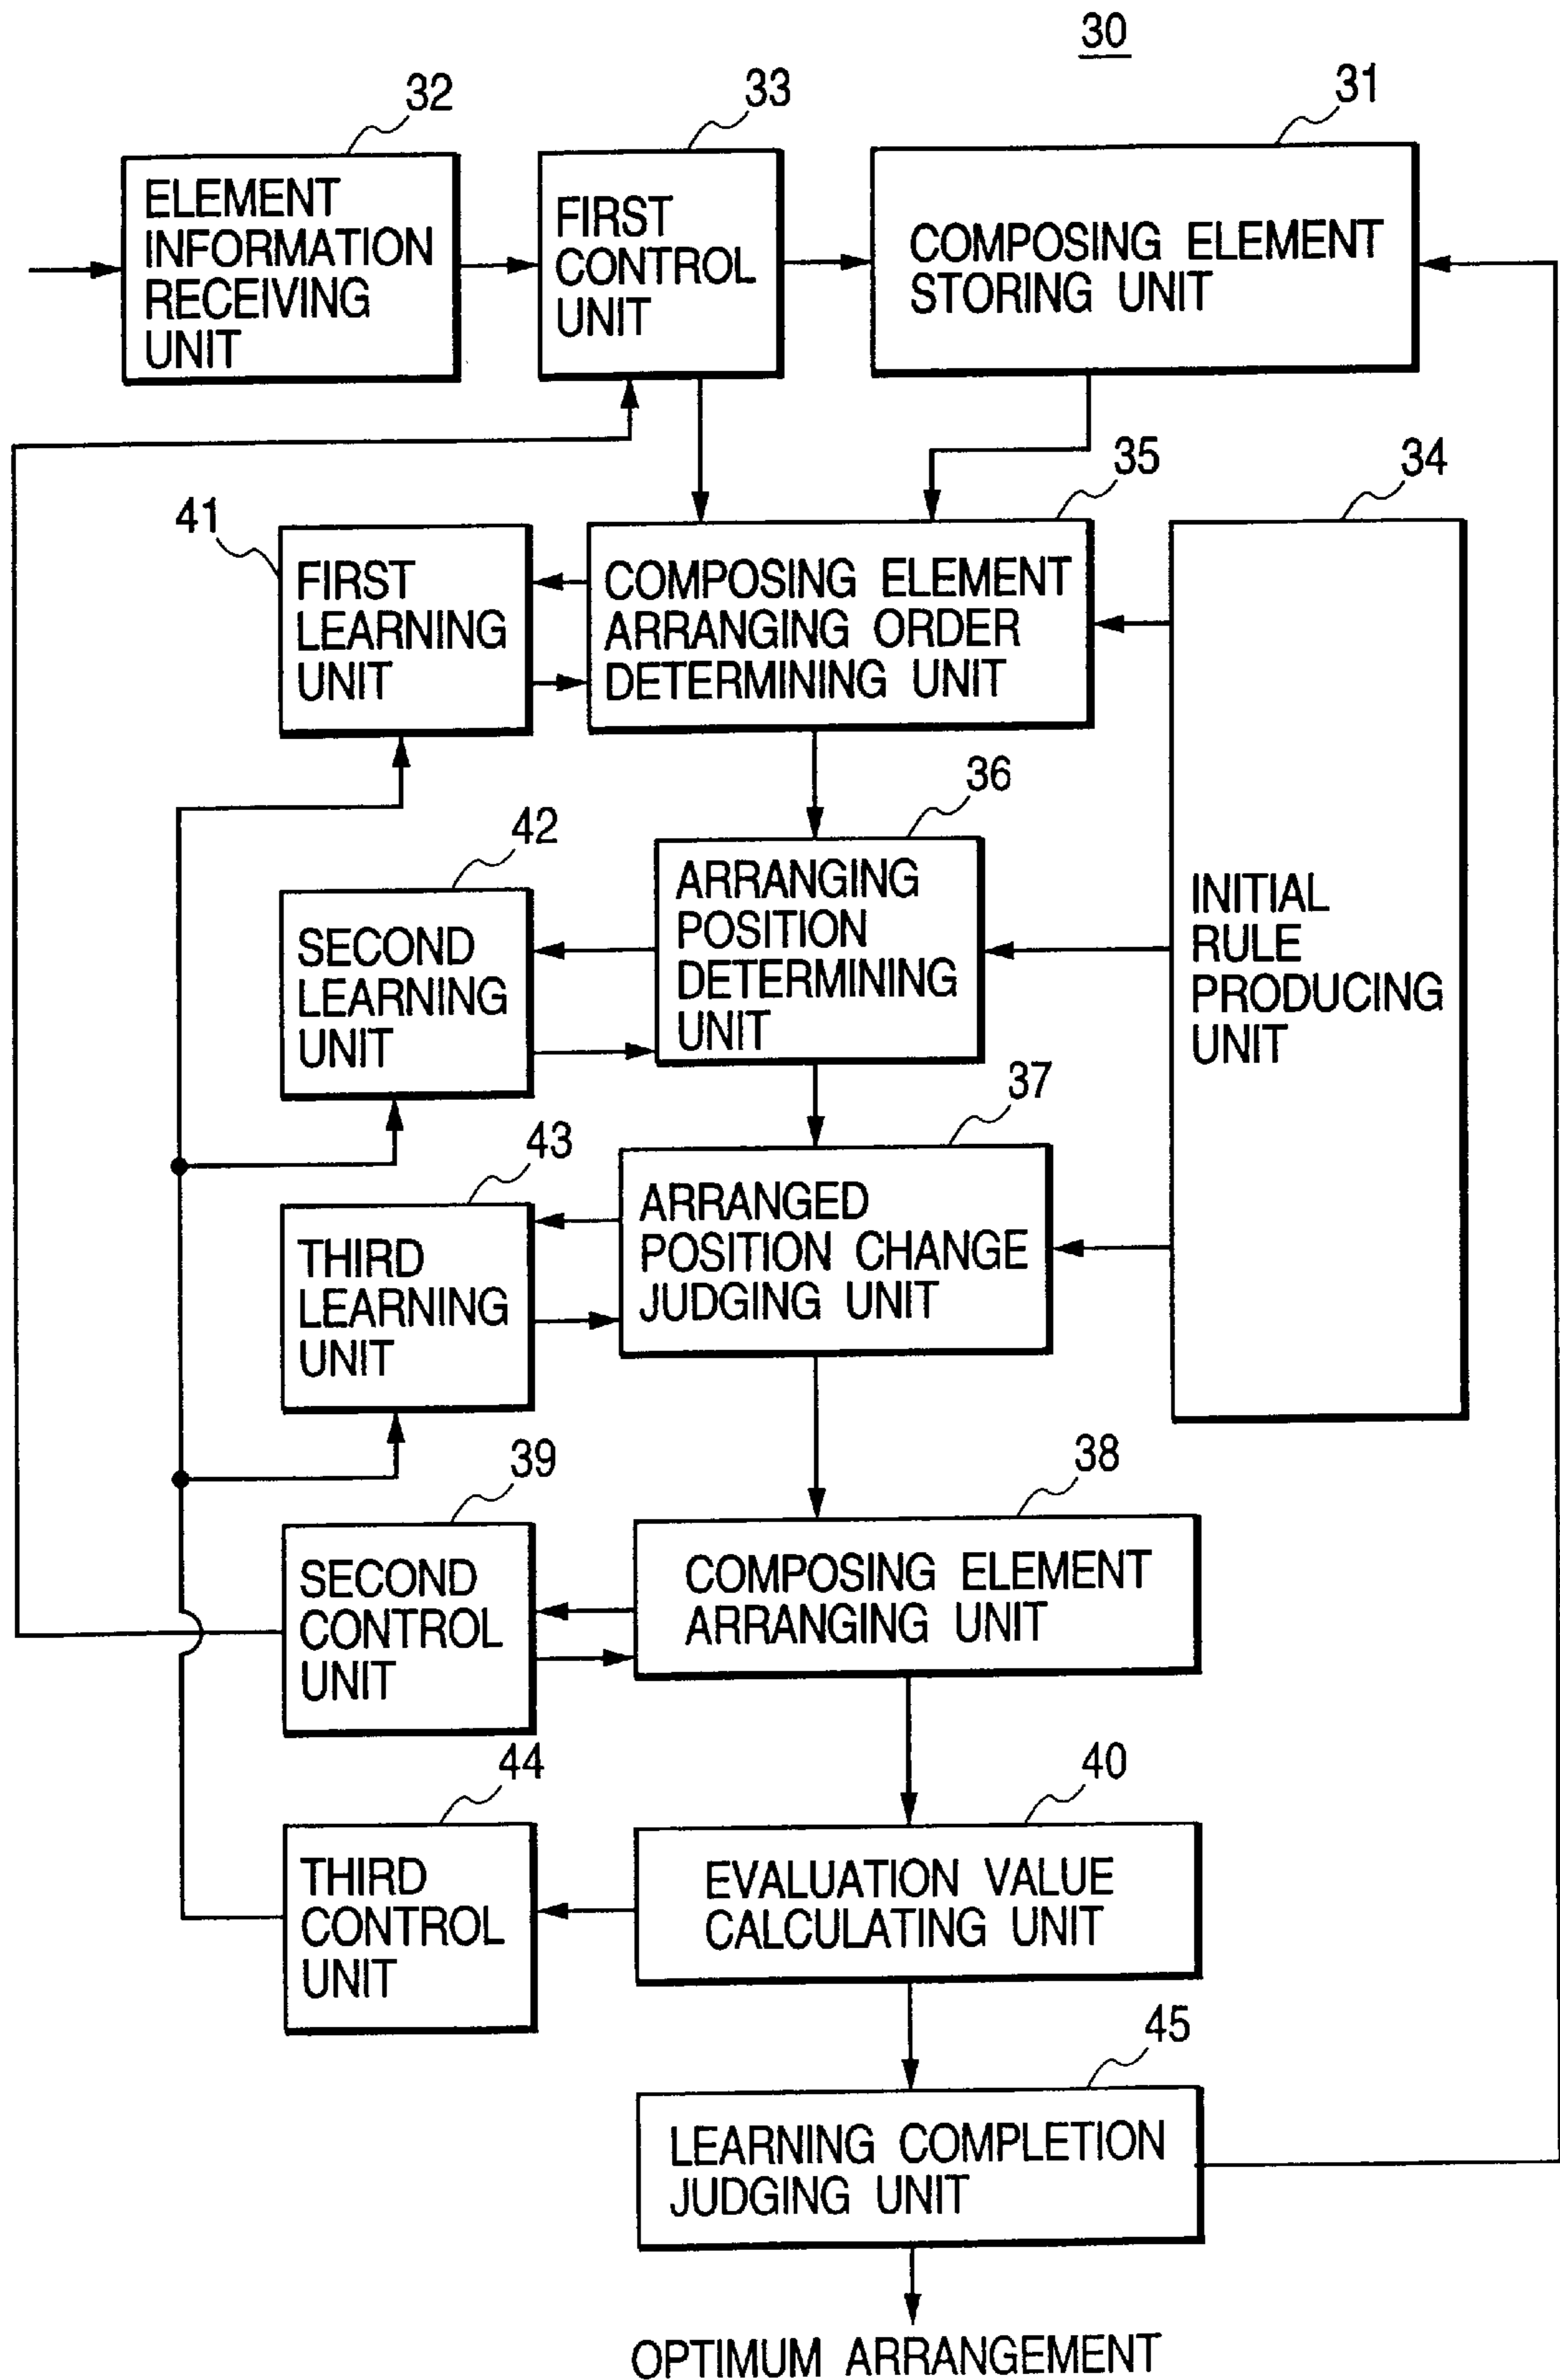 30
32
33
31
ELEMENT
INFORMATION
RECEIVING
UNIT
FIRST
CONTROL
UNIT
COMPOSING ELEMENT
STORING UNIT
41
35
34
FIRST
LEARNING
UNIT
COMPOSING ELEMENT
ARRANGING ORDER
DETERMINING UNIT
INITIAL
RULE
PRODUCING
UNIT
42
36
SECOND
LEARNING
UNIT
ARRANGING
POSITION
DETERMINING
UNIT
43
37
THIRD
LEARNING
UNIT
ARRANGED
POSITION CHANGE
JUDGING UNIT
39
38
SECOND
CONTROL
UNIT
COMPOSING ELEMENT
ARRANGING UNIT
44
40
THIRD
CONTROL
UNIT
EVALUATION VALUE
CALCULATING UNIT
45
LEARNING COMPLETION
JUDGING UNIT
OPTIMUM ARRANGEMENT